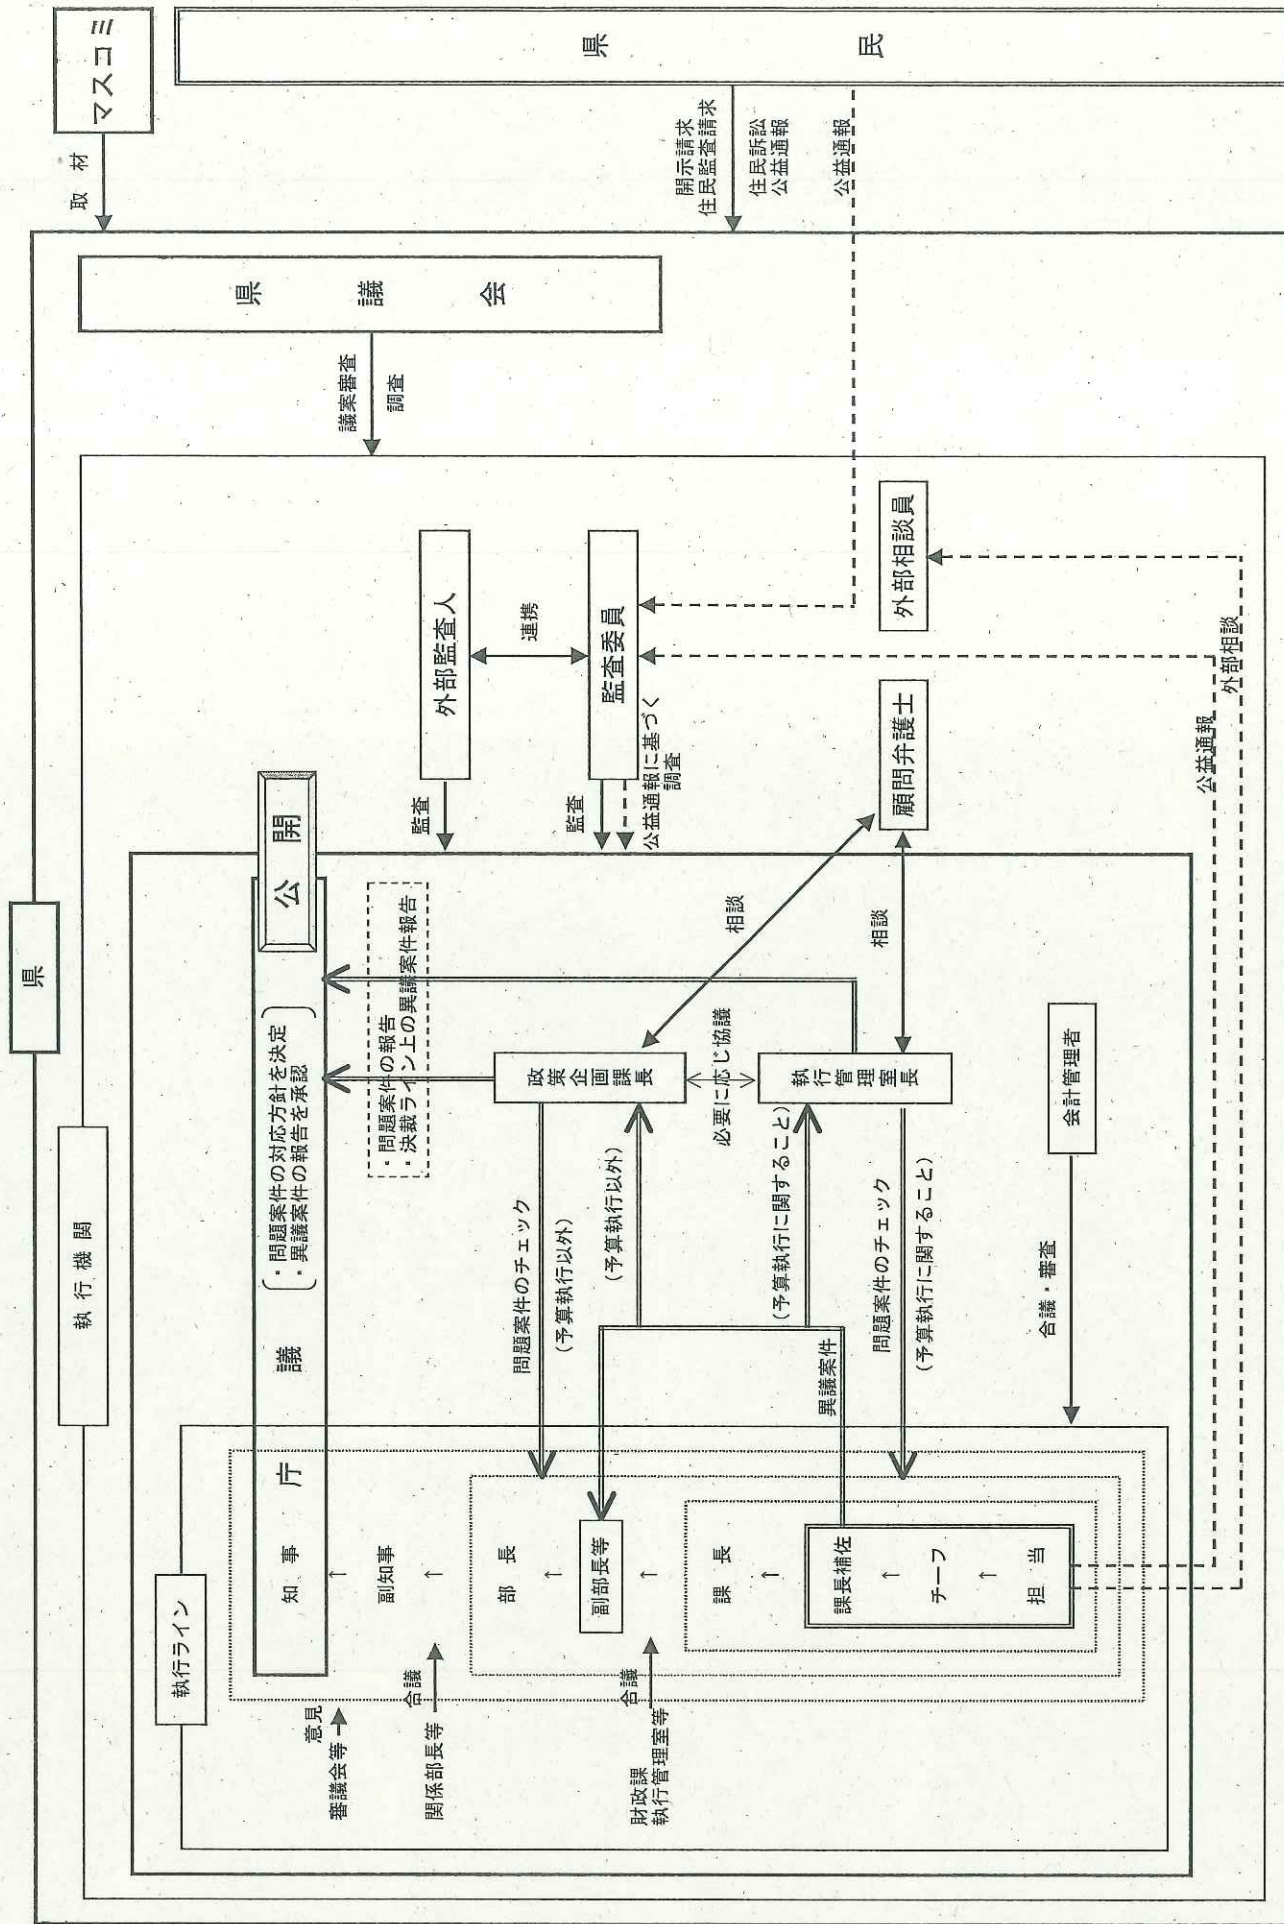 県
マスコミ
取 材
県 民
開示請求
住民監査請求
住民訴訟
公益通報
公益通報
県 議 会
議案審査
調査
執 行 機 関
外部監査人
連携
監査委員
監査
監査
公益通報に基づく
調査
外部相談員
顧問弁護士
相談
相談
公益通報
外部相談
執行ライン
庁 議
・問題案件の対応方針を決定
・異議案件の報告を承認
公 開
・問題案件の報告
・決裁ライン上の異議案件報告
政 策
企 画
課 長
必要に応じ協議
執 行
管 理
室 長
会計管理者
合議・審査
問題案件のチェック
(予算執行以外)
(予算執行以外)
(予算執行に関すること)
異議案件
問題案件のチェック
(予算執行に関すること)
知 事
↑
副知事
↑
部 長
↑
副部長等
↑
課 長
↑
課長補佐
↑
チーフ
↑
担 当
意見
審議会等
合議
関係部長等
合議
財政課
執行管理室等